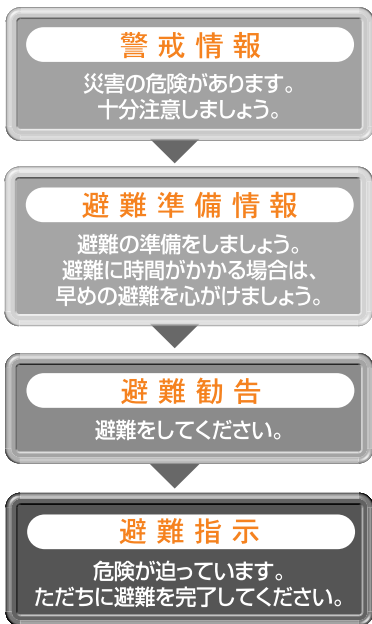 警戒情報
災害の危険があります。
十分注意しましょう。
避難準備情報
避難の準備をしましょう。
避難に時間がかかる場合は、
早めの避難を心がけましょう。
避難勧告
避難をしてください。
避難指示
危険が迫っています。
ただちに避難を完了してください。